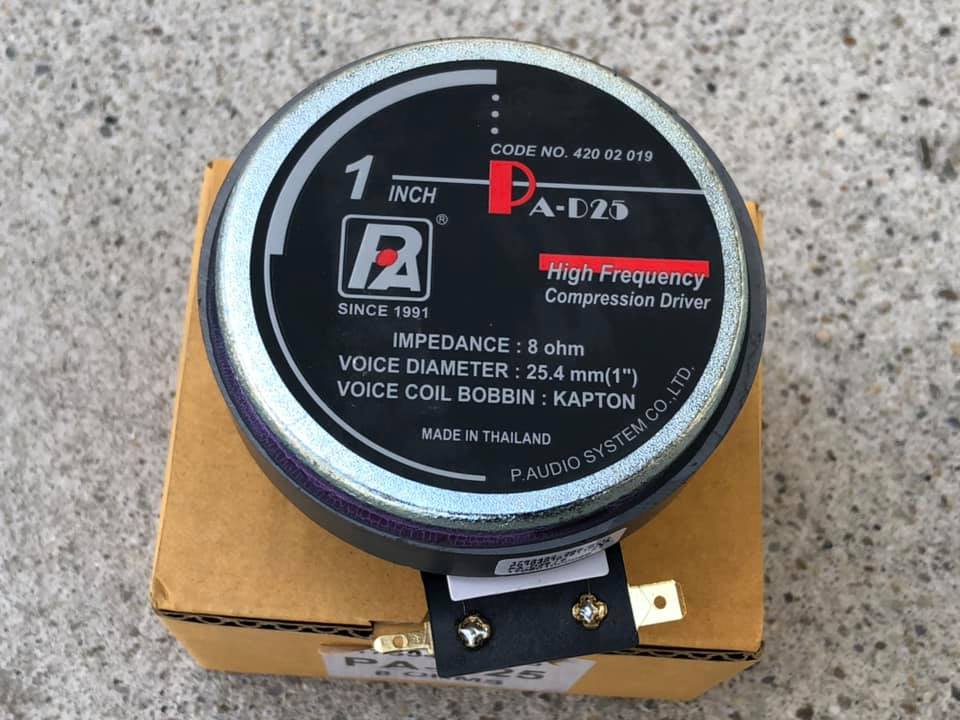 CODE NO. 420 02 019
1 INCH
PA-D25
PA®
SINCE 1991
High Frequency
Compression Driver
IMPEDANCE : 8 ohm
VOICE DIAMETER : 25.4 mm(1")
VOICE COIL BOBBIN : KAPTON
MADE IN THAILAND
P.AUDIO SYSTEM CO.,LTD.